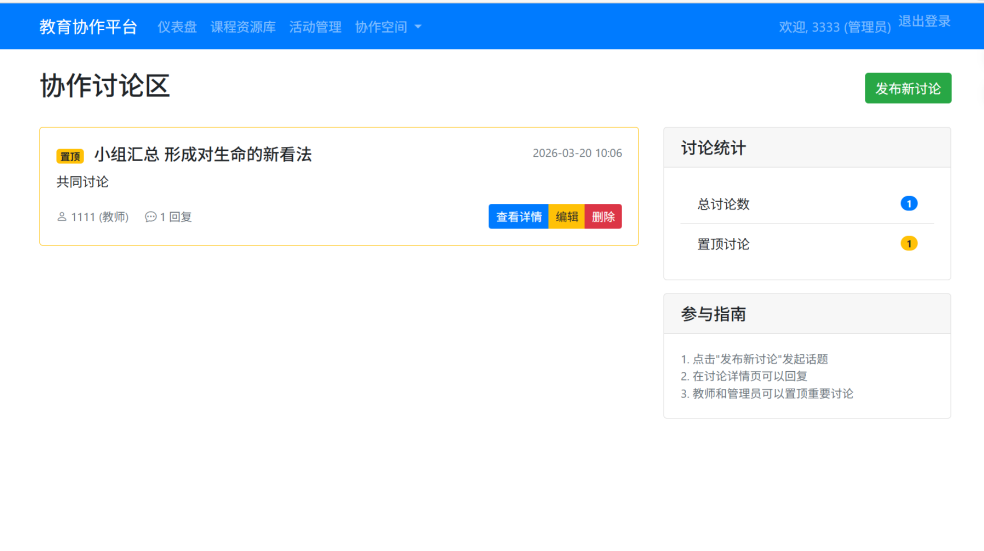 教育协作平台 仪表盘 课程资源库 活动管理 协作空间 欢迎, 3333 (管理员) 退出登录
协作讨论区
发布新讨论
置顶 小组汇总 形成对生命的新看法 2026-03-20 10:06
共同讨论
1111 (教师) 1 回复 查看详情 编辑 删除
讨论统计
总讨论数 1
置顶讨论 1
参与指南
1. 点击"发布新讨论"发起话题
2. 在讨论详情页可以回复
3. 教师和管理员可以置顶重要讨论